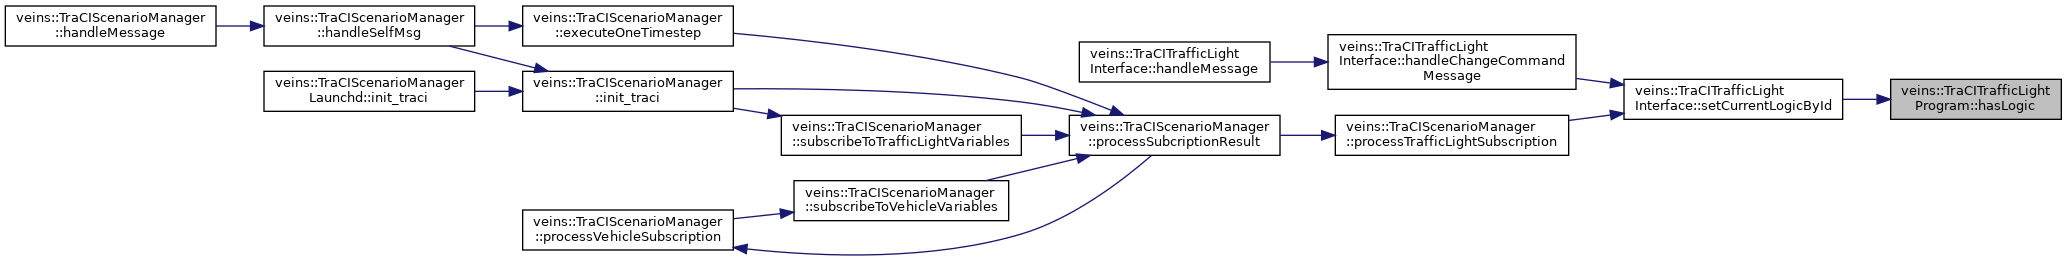 veins::TraCIScenarioManager
::handleMessage
veins::TraCIScenarioManager
::handleSelfMsg
veins::TraCIScenarioManager
::executeOneTimestep
veins::TraCIScenarioManager
Launchd::init_traci
veins::TraCIScenarioManager
::init_traci
veins::TraCIScenarioManager
::subscribeToTrafficLightVariables
veins::TraCIScenarioManager
::subscribeToVehicleVariables
veins::TraCIScenarioManager
::processVehicleSubscription
veins::TraCITrafficLight
Interface::handleMessage
veins::TraCIScenarioManager
::processSubcriptionResult
veins::TraCITrafficLight
Interface::handleChangeCommand
Message
veins::TraCIScenarioManager
::processTrafficLightSubscription
veins::TraCITrafficLight
Interface::setCurrentLogicById
veins::TraCITrafficLight
Program::hasLogic